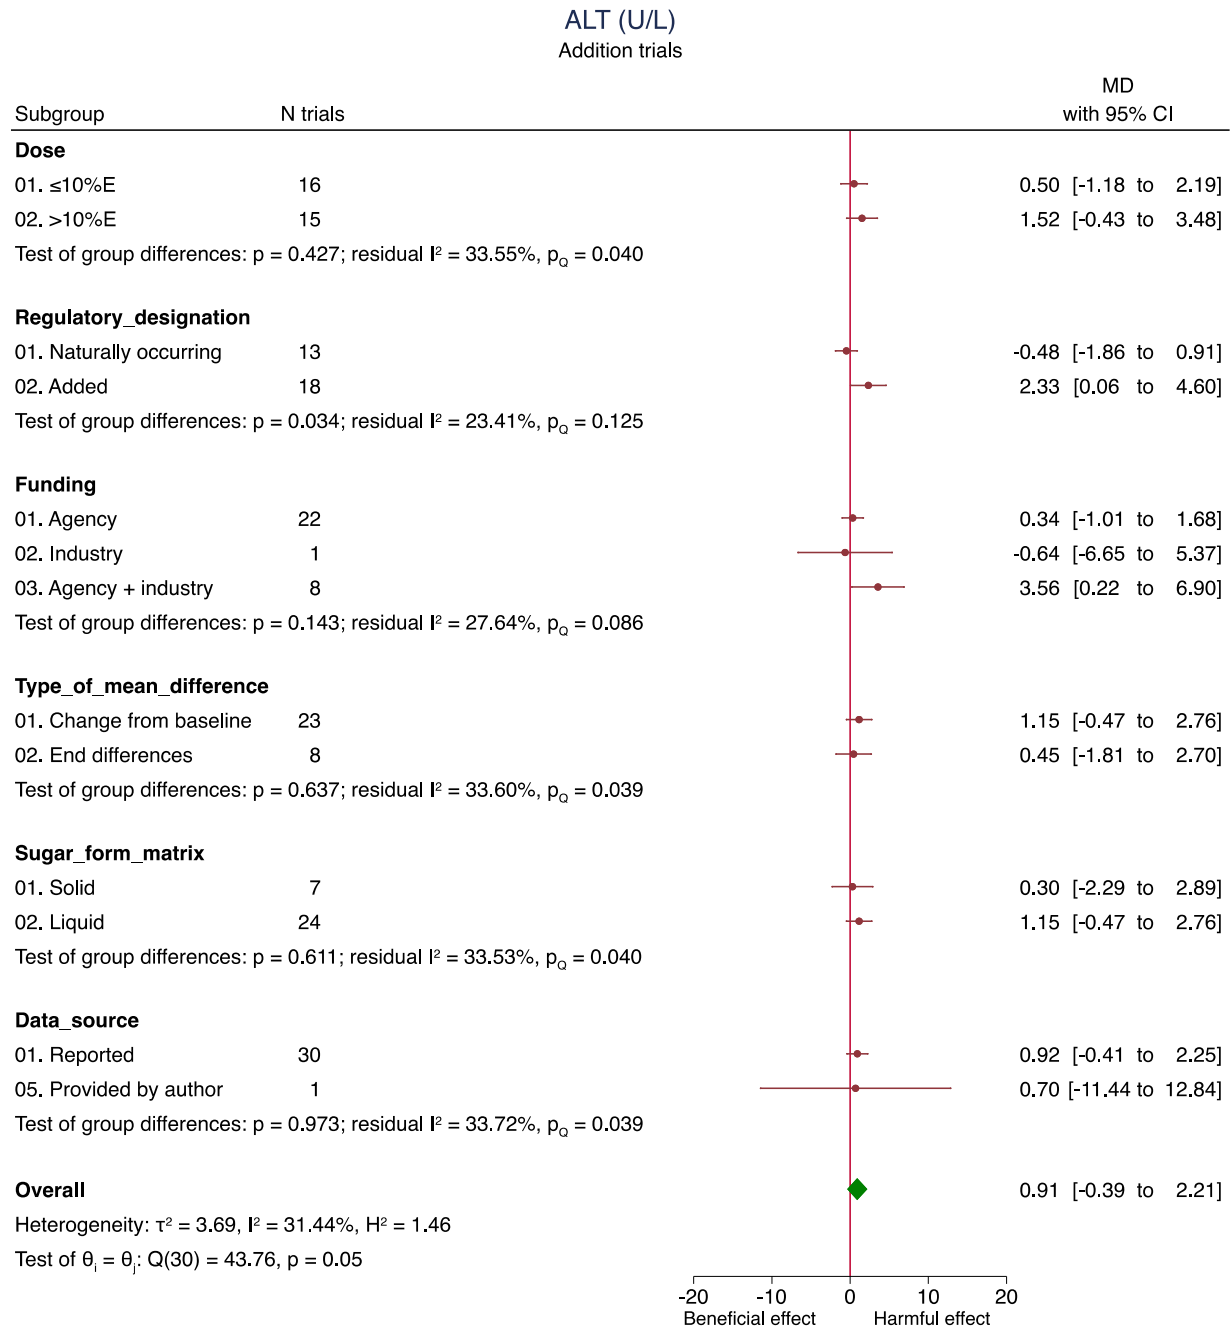 ALT (U/L)
Addition trials
MD
Subgroup N trials with 95% CI
Dose
01. ≤10%E 16 0.50 [-1.18 to 2.19]
02. >10%E 15 1.52 [-0.43 to 3.48]
Test of group differences: p = 0.427; residual I² = 33.55%, pQ = 0.040
Regulatory_designation
01. Naturally occurring 13 -0.48 [-1.86 to 0.91]
02. Added 18 2.33 [0.06 to 4.60]
Test of group differences: p = 0.034; residual I² = 23.41%, pQ = 0.125
Funding
01. Agency 22 0.34 [-1.01 to 1.68]
02. Industry 1 -0.64 [-6.65 to 5.37]
03. Agency + industry 8 3.56 [0.22 to 6.90]
Test of group differences: p = 0.143; residual I² = 27.64%, pQ = 0.086
Type_of_mean_difference
01. Change from baseline 23 1.15 [-0.47 to 2.76]
02. End differences 8 0.45 [-1.81 to 2.70]
Test of group differences: p = 0.637; residual I² = 33.60%, pQ = 0.039
Sugar_form_matrix
01. Solid 7 0.30 [-2.29 to 2.89]
02. Liquid 24 1.15 [-0.47 to 2.76]
Test of group differences: p = 0.611; residual I² = 33.53%, pQ = 0.040
Data_source
01. Reported 30 0.92 [-0.41 to 2.25]
05. Provided by author 1 0.70 [-11.44 to 12.84]
Test of group differences: p = 0.973; residual I² = 33.72%, pQ = 0.039
Overall 0.91 [-0.39 to 2.21]
Heterogeneity: τ² = 3.69, I² = 31.44%, H² = 1.46
Test of θi = θj: Q(30) = 43.76, p = 0.05
-20 -10 0 10 20
Beneficial effect Harmful effect